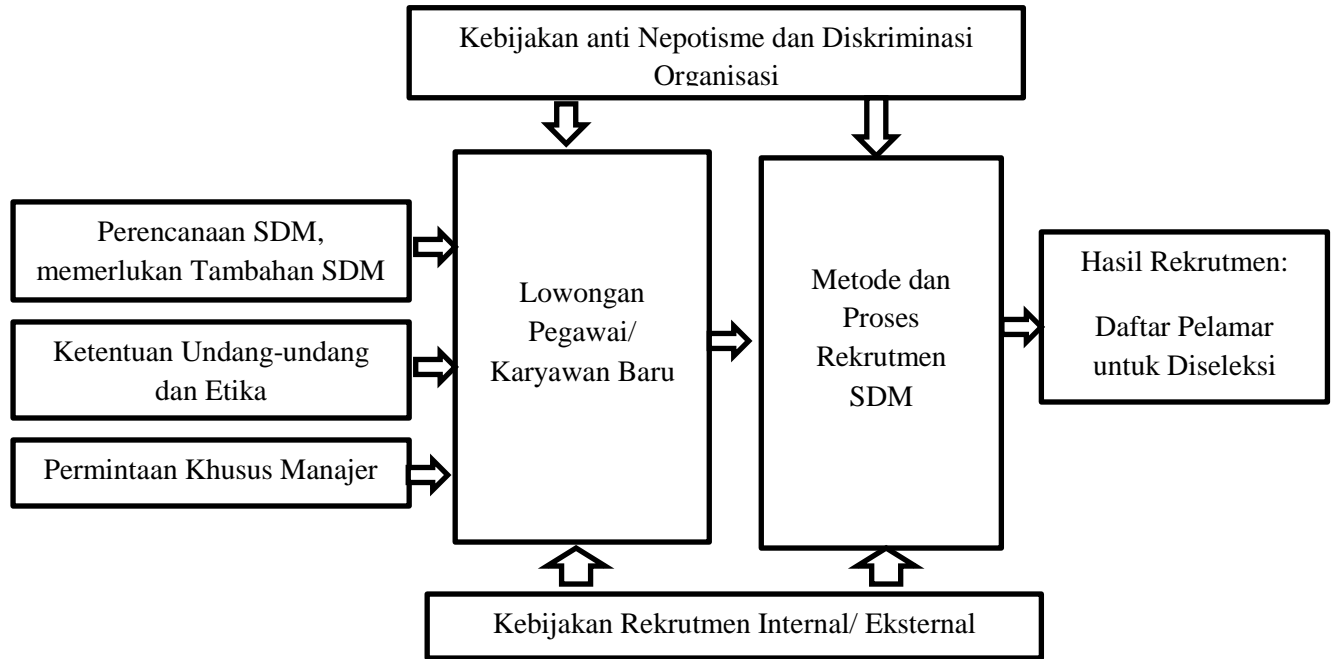 Kebijakan anti Nepotisme dan Diskriminasi
Organisasi
Perencanaan SDM,
memerlukan Tambahan SDM
Ketentuan Undang-undang
dan Etika
Permintaan Khusus Manajer
Lowongan
Pegawai/
Karyawan Baru
Metode dan
Proses
Rekrutmen
SDM
Hasil Rekrutmen:
Daftar Pelamar
untuk Diseleksi
Kebijakan Rekrutmen Internal/ Eksternal